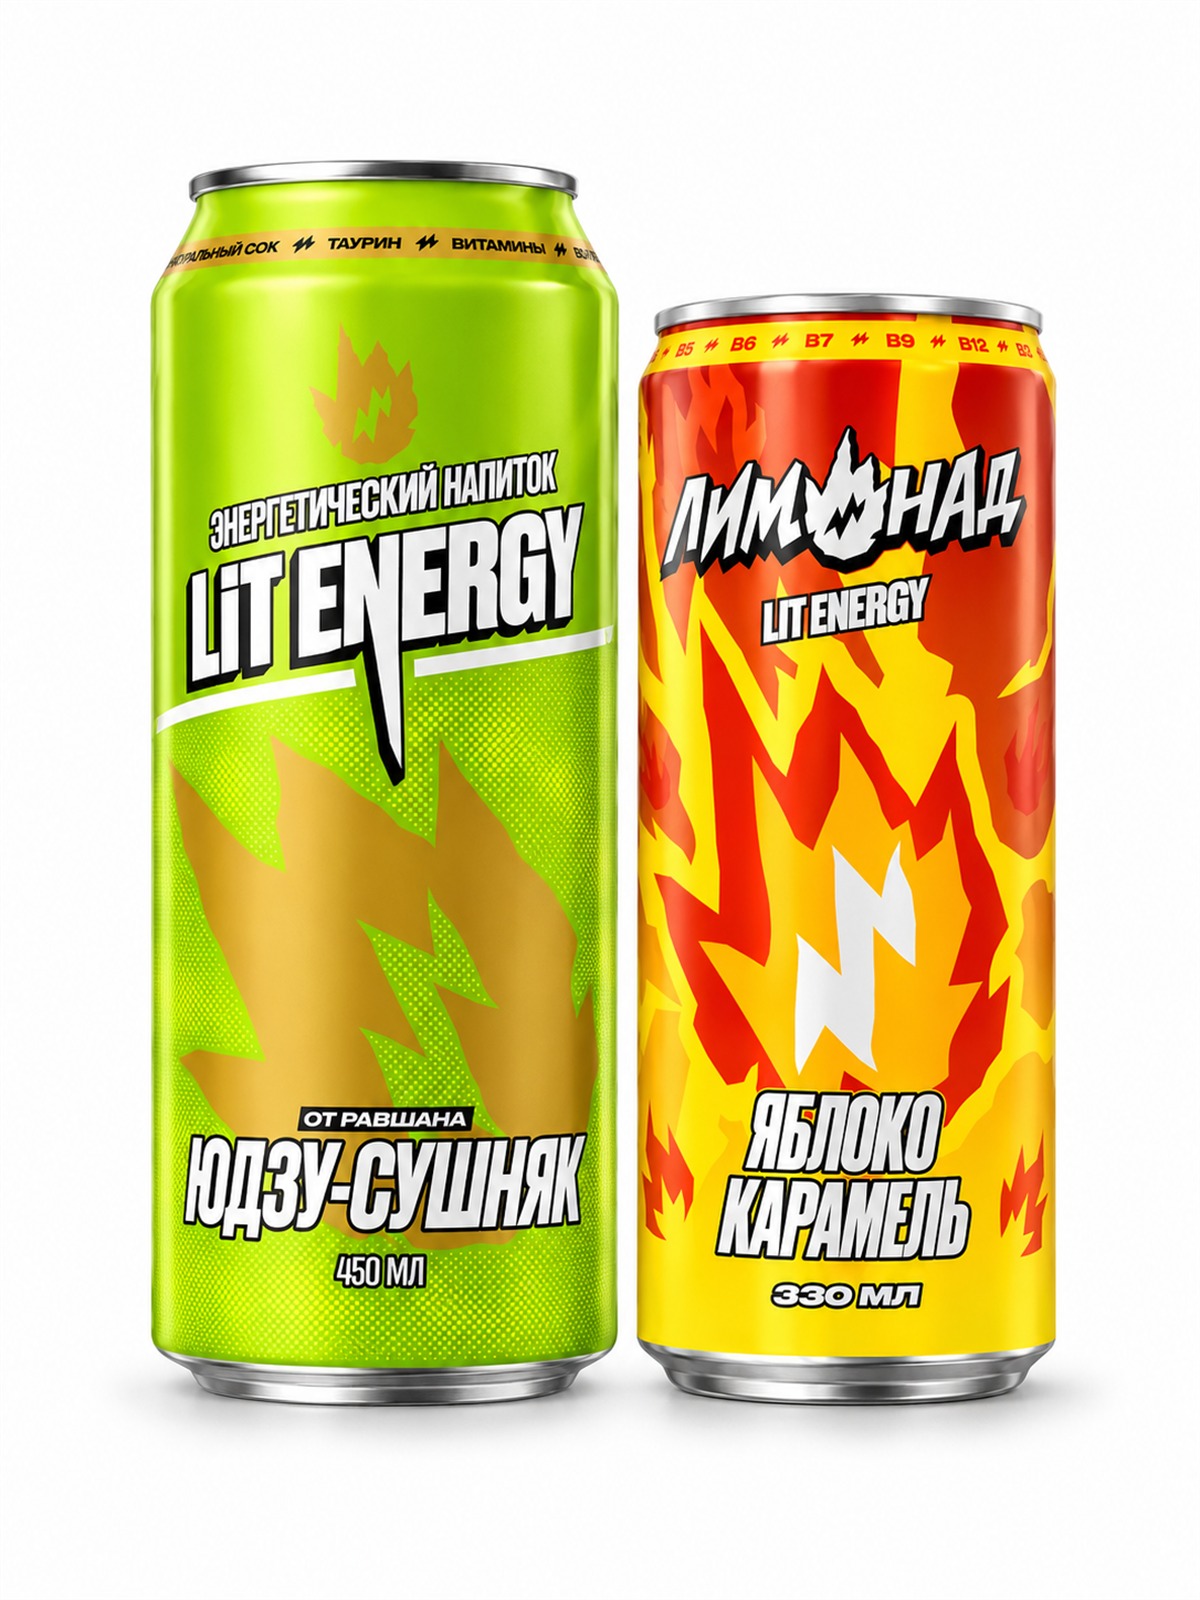 НАТУРАЛЬНЫЙ СОК ТАУРИН ВИТАМИНЫ
ЭНЕРГЕТИЧЕСКИЙ НАПИТОК
LiT ENERGY
ОТ РАВШАНА
ЮДЗУ-СУШНЯК
450 МЛ
B5 B6 B7 B9 B12 B3
ЛИМОНАД
LIT ENERGY
ЯБЛОКО
КАРАМЕЛЬ
330 МЛ